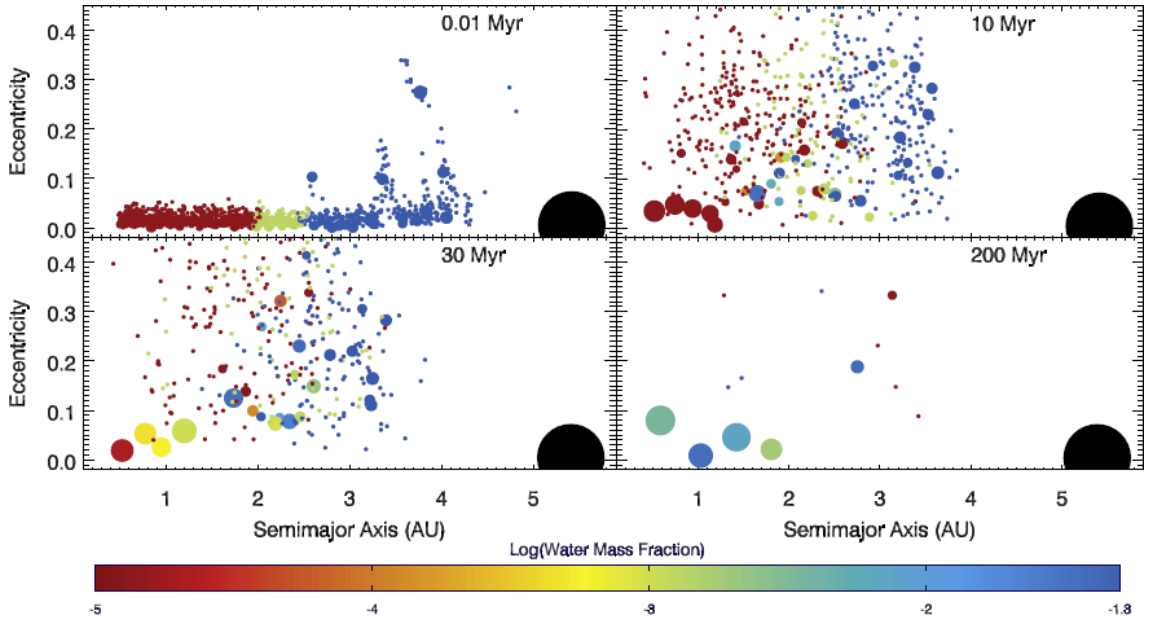 0.01 Myr
10 Myr
0.4
0.3
0.2
0.1
0.0
Eccentricity
30 Myr
200 Myr
0.4
0.3
0.2
0.1
0.0
Eccentricity
1 2 3 4 5
1 2 3 4 5
Semimajor Axis (AU)
Semimajor Axis (AU)
Log(Water Mass Fraction)
-5 -4 -3 -2 -1.3